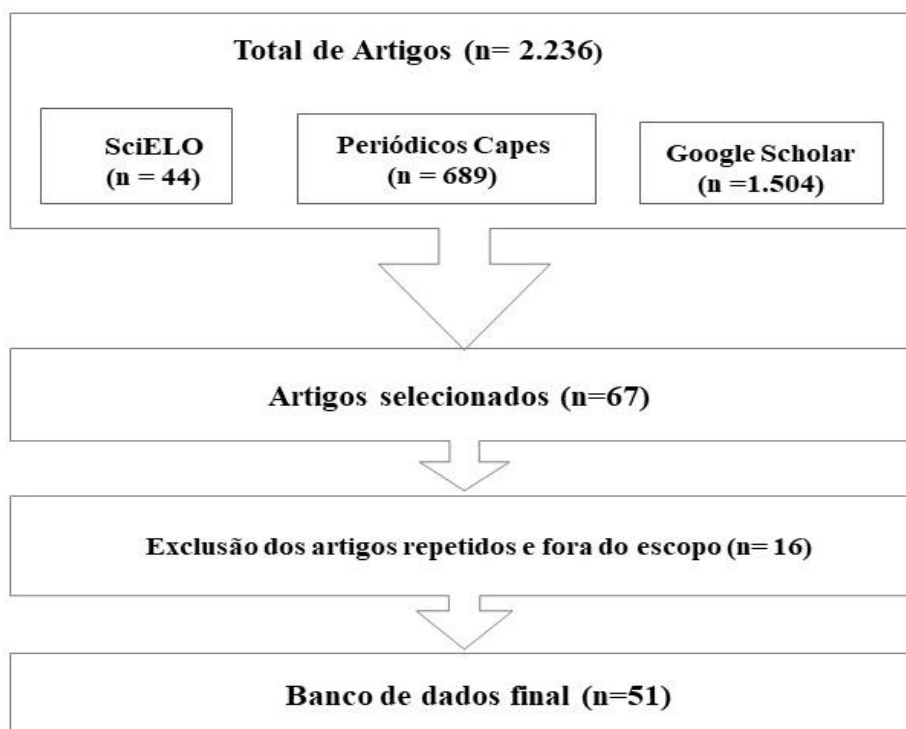 Total de Artigos (n= 2.236)
SciELO
(n = 44)
Periódicos Capes
(n = 689)
Google Scholar
(n =1.504)
Artigos selecionados (n=67)
Exclusão dos artigos repetidos e fora do escopo (n= 16)
Banco de dados final (n=51)